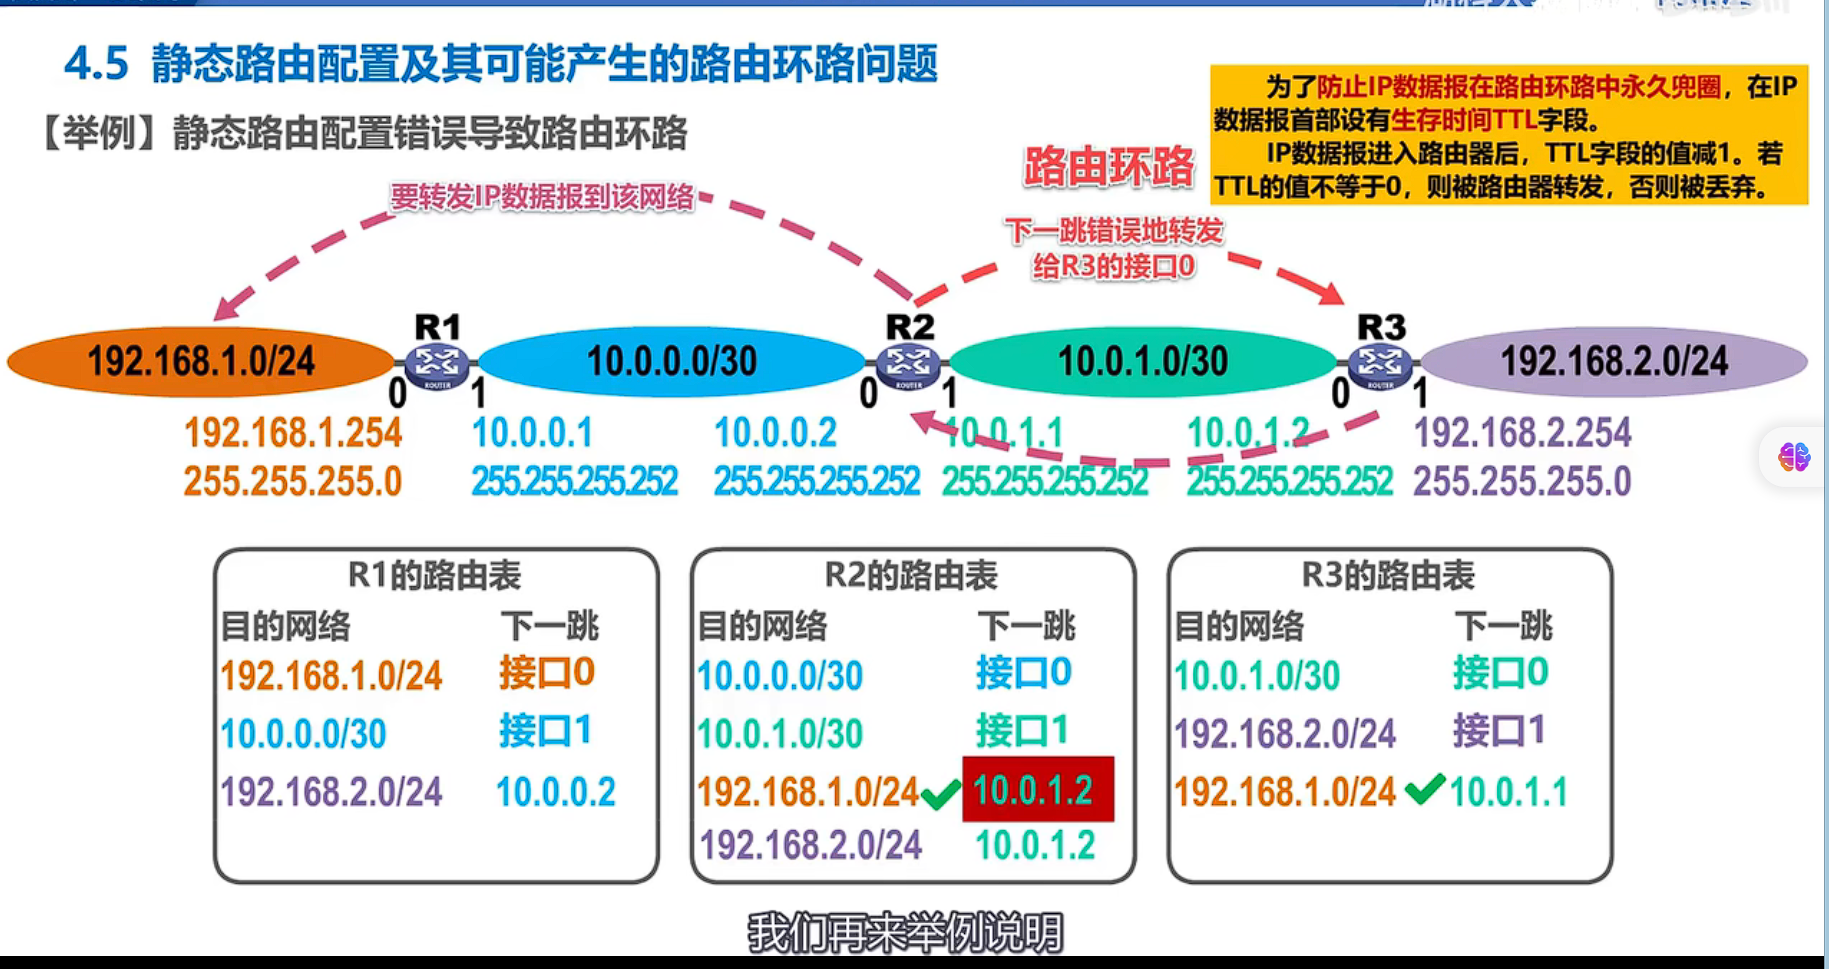 4.5 静态路由配置及其可能产生的路由环路问题
【举例】静态路由配置错误导致路由环路
为了防止IP数据报在路由环路中永久兜圈，在IP
数据报首部设有生存时间TTL字段。
IP数据报进入路由器后，TTL字段的值减1。若
TTL的值不等于0，则被路由器转发，否则被丢弃。
路由环路
要转发IP数据报到该网络
下一跳错误地转发
给R3的接口0
R1
R2
R3
192.168.1.0/24
10.0.0.0/30
10.0.1.0/30
192.168.2.0/24
ROUTER
ROUTER
ROUTER
0 1 0 1 0 1
192.168.1.254 10.0.0.1 10.0.0.2 10.0.1.1 10.0.1.2 192.168.2.254
255.255.255.0 255.255.255.252 255.255.255.252 255.255.255.252 255.255.255.252 255.255.255.0
R1的路由表
目的网络 下一跳
192.168.1.0/24 接口0
10.0.0.0/30 接口1
192.168.2.0/24 10.0.0.2
R2的路由表
目的网络 下一跳
10.0.0.0/30 接口0
10.0.1.0/30 接口1
192.168.1.0/24 10.0.1.2
192.168.2.0/24 10.0.1.2
R3的路由表
目的网络 下一跳
10.0.1.0/30 接口0
192.168.2.0/24 接口1
192.168.1.0/24 10.0.1.1
我们再来举例说明